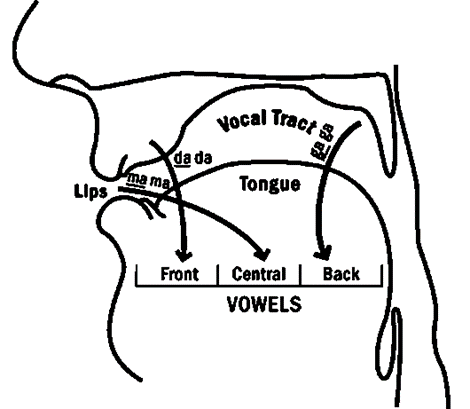 Vocal Tract
ga ga
da da
ma ma
Lips
Tongue
Front Central Back
VOWELS